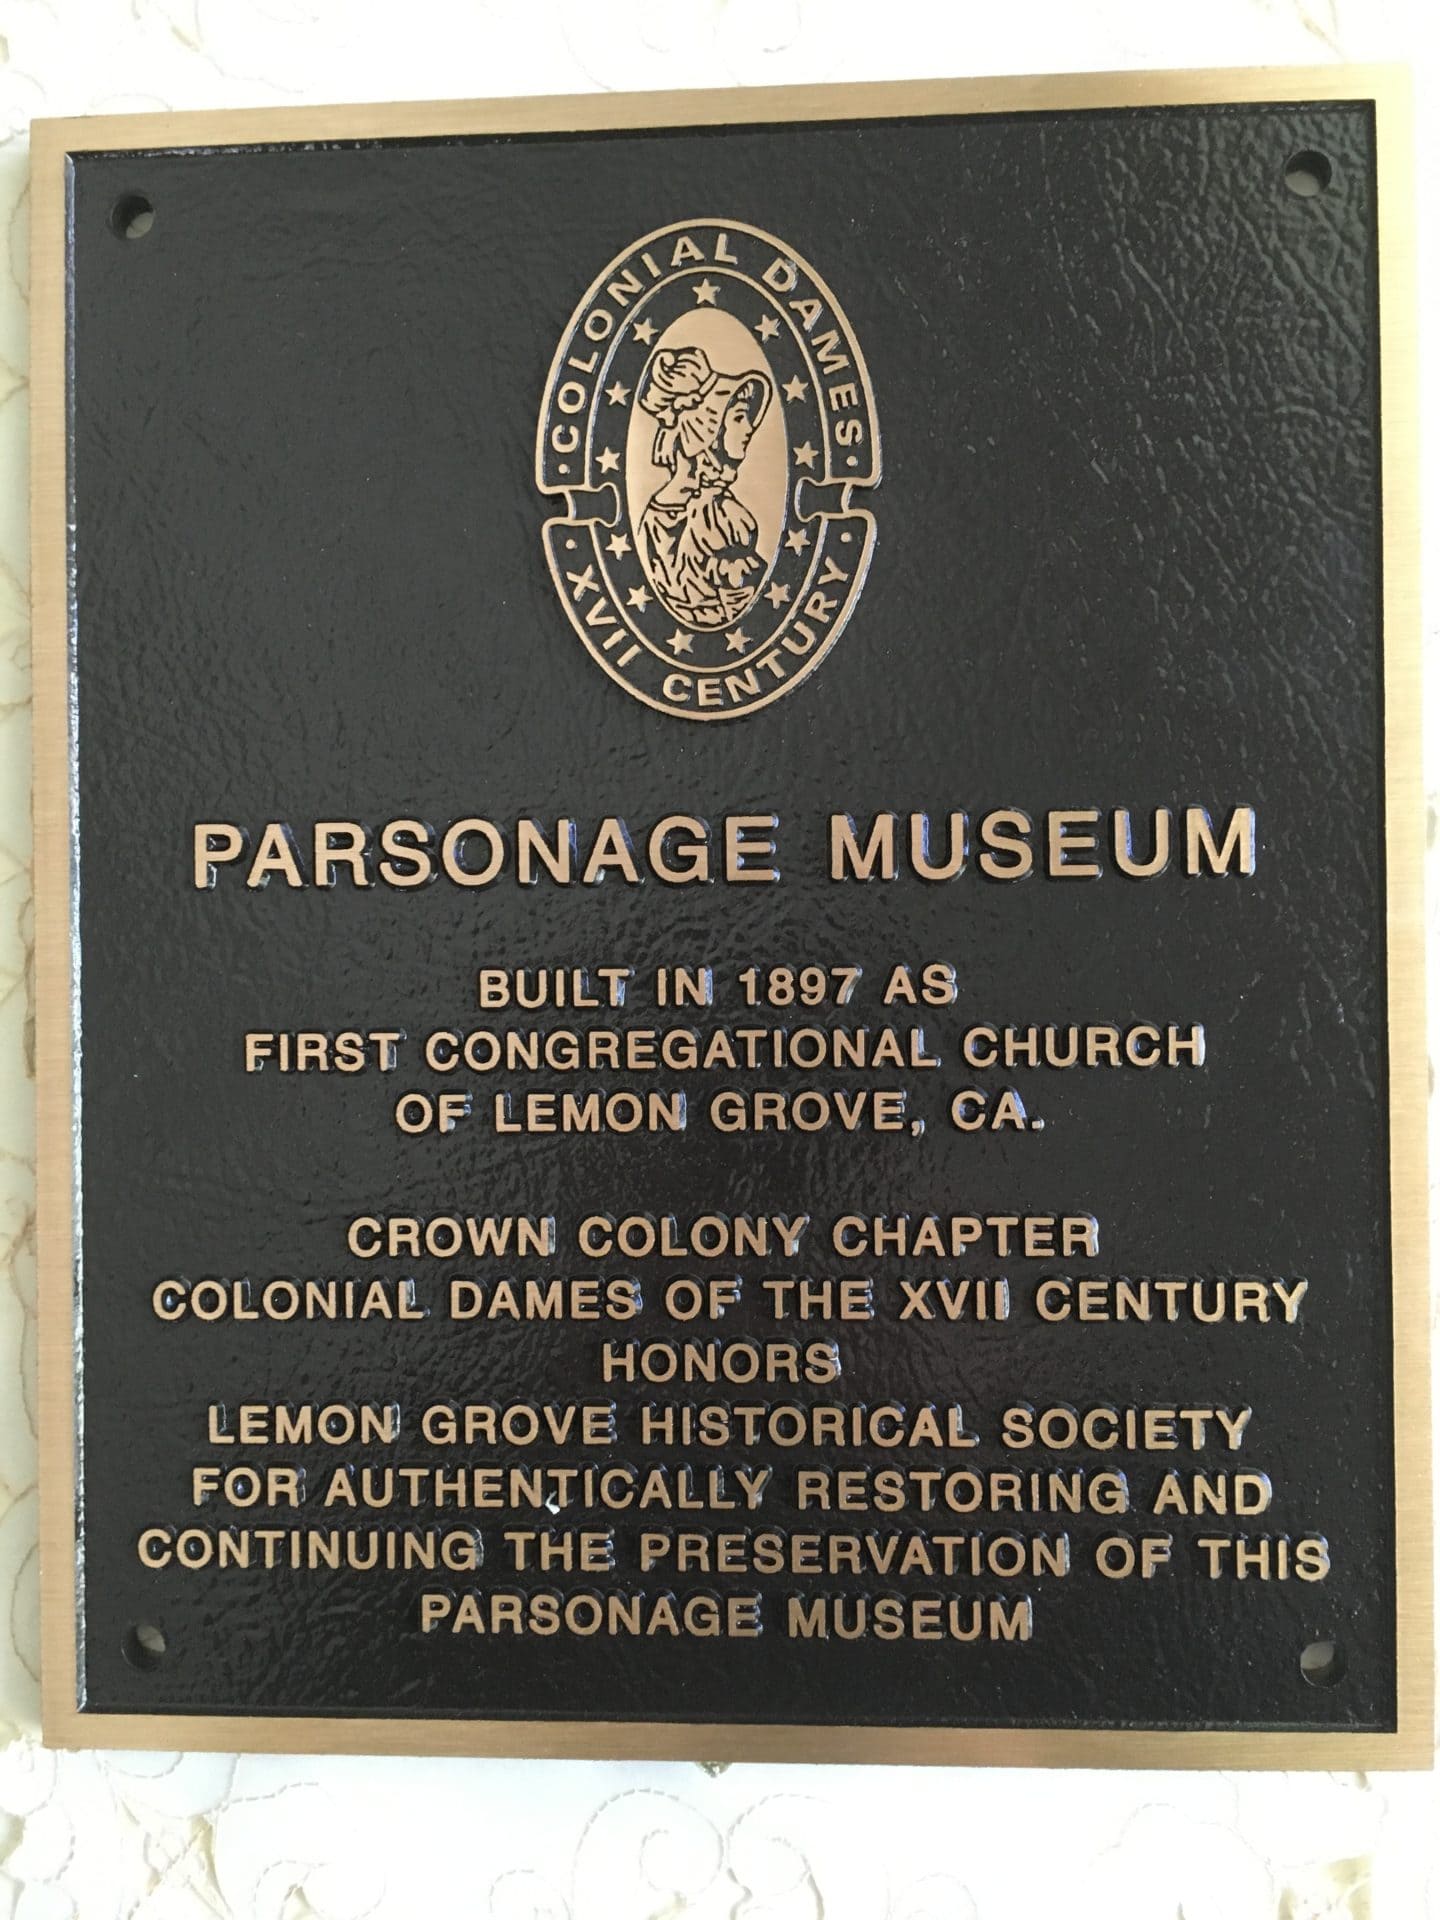 COLONIAL DAMES
XVII CENTURY
PARSONAGE MUSEUM
BUILT IN 1897 AS
FIRST CONGREGATIONAL CHURCH
OF LEMON GROVE, CA.
CROWN COLONY CHAPTER
COLONIAL DAMES OF THE XVII CENTURY
HONORS
LEMON GROVE HISTORICAL SOCIETY
FOR AUTHENTICALLY RESTORING AND
CONTINUING THE PRESERVATION OF THIS
PARSONAGE MUSEUM